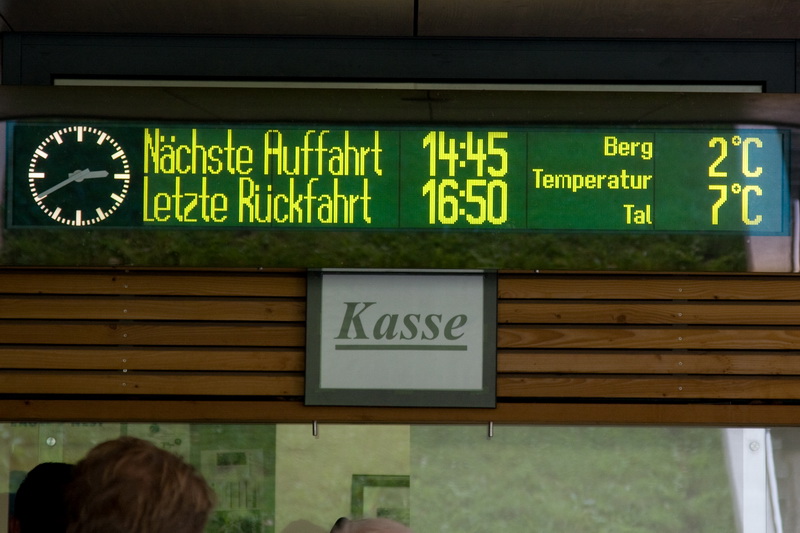 Nächste Auffahrt 14:45
Letzte Rückfahrt 16:50
Berg 2°C
Temperatur
Tal 7°C
Kasse